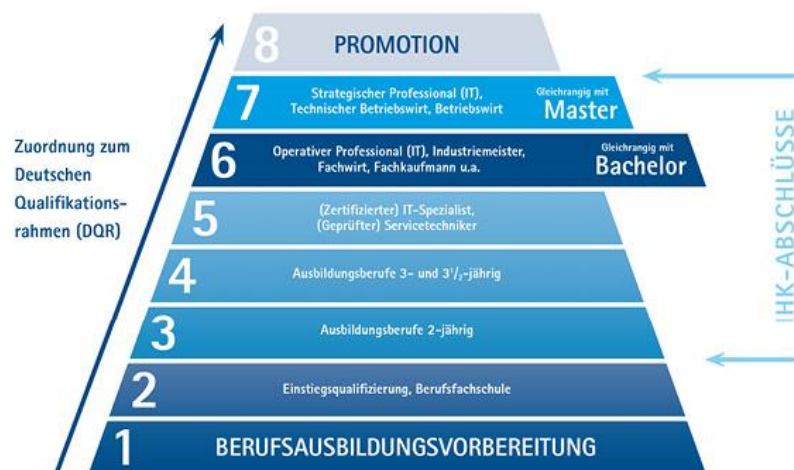 8
PROMOTION
7
Strategischer Professional (IT),
Technischer Betriebswirt, Betriebswirt
Gleichrangig mit
Master
6
Operativer Professional (IT), Industriemeister,
Fachwirt, Fachkaufmann u.a.
Gleichrangig mit
Bachelor
5
(Zertifizierter) IT-Spezialist,
(Geprüfter) Servicetechniker
4
Ausbildungsberufe 3- und 3½-jährig
3
Ausbildungsberufe 2-jährig
2
Einstiegsqualifizierung, Berufsfachschule
1
BERUFSAUSBILDUNGSVORBEREITUNG
Zuordnung zum
Deutschen
Qualifikations-
rahmen (DQR)
IHK-ABSCHLÜSSE